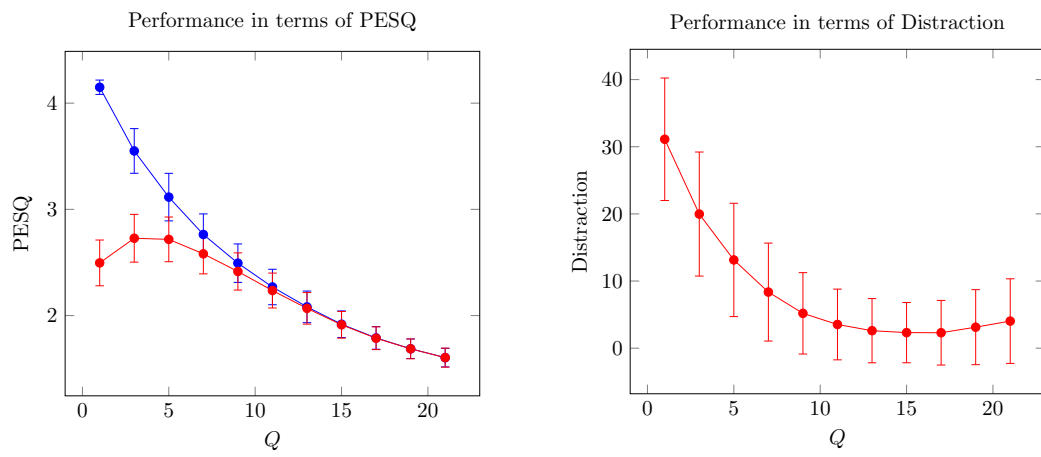 Performance in terms of PESQ
4
3
2
PESQ
0 5 10 15 20
Q
Performance in terms of Distraction
40
30
20
10
0
Distraction
0 5 10 15 20
Q